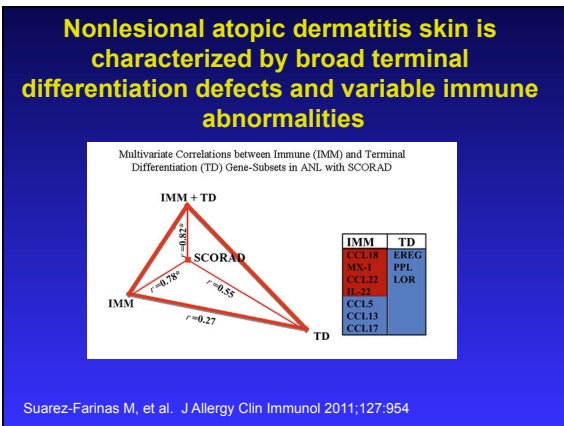 Nonlesional atopic dermatitis skin is
characterized by broad terminal
differentiation defects and variable immune
abnormalities
Multivariate Correlations between Immune (IMM) and Terminal
Differentiation (TD) Gene-Subsets in ANL with SCORAD
IMM + TD
r=0.82*
SCORAD
r=0.78*
r=0.55
IMM
r=0.27
TD
IMM TD
CCL18 EREG
MX-1 PPL
CCL22 LOR
IL-22
CCL5
CCL13
CCL17
Suarez-Farinas M, et al. J Allergy Clin Immunol 2011;127:954